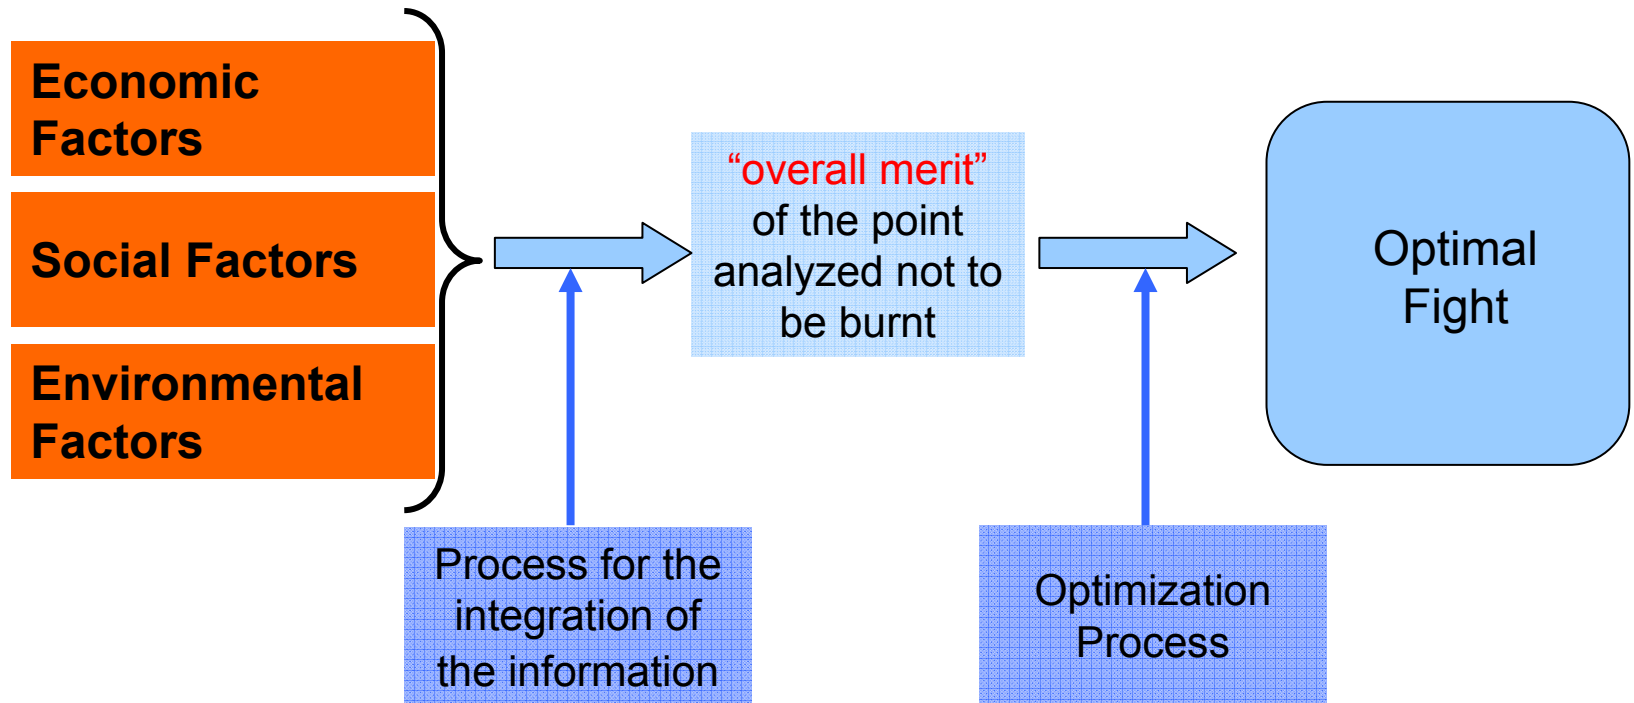 Economic
Factors
Social Factors
Environmental
Factors
“overall merit”
of the point
analyzed not to
be burnt
Optimal
Fight
Process for the
integration of
the information
Optimization
Process